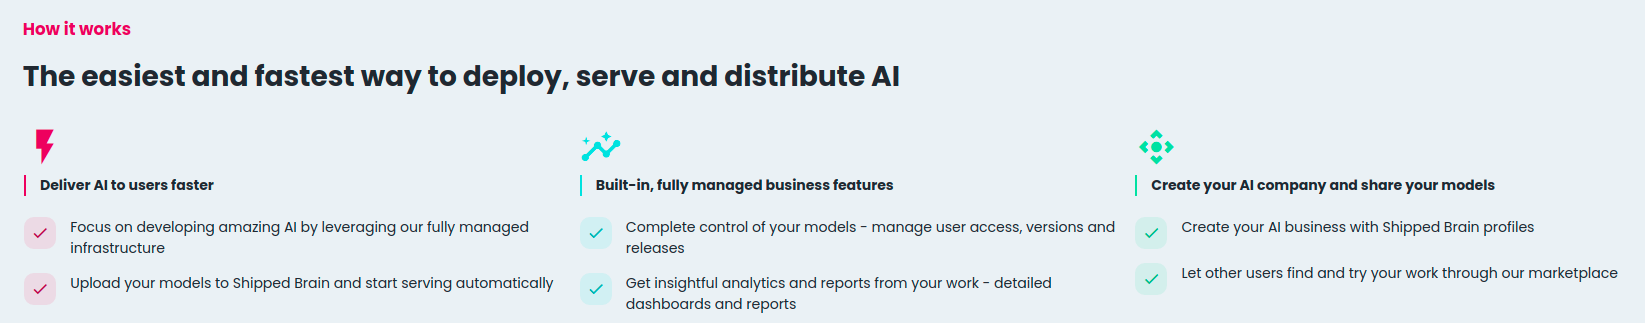 How it works
The easiest and fastest way to deploy, serve and distribute AI
Deliver AI to users faster
Focus on developing amazing AI by leveraging our fully managed
infrastructure
Upload your models to Shipped Brain and start serving automatically
Built-in, fully managed business features
Complete control of your models - manage user access, versions and
releases
Get insightful analytics and reports from your work - detailed
dashboards and reports
Create your AI company and share your models
Create your AI business with Shipped Brain profiles
Let other users find and try your work through our marketplace